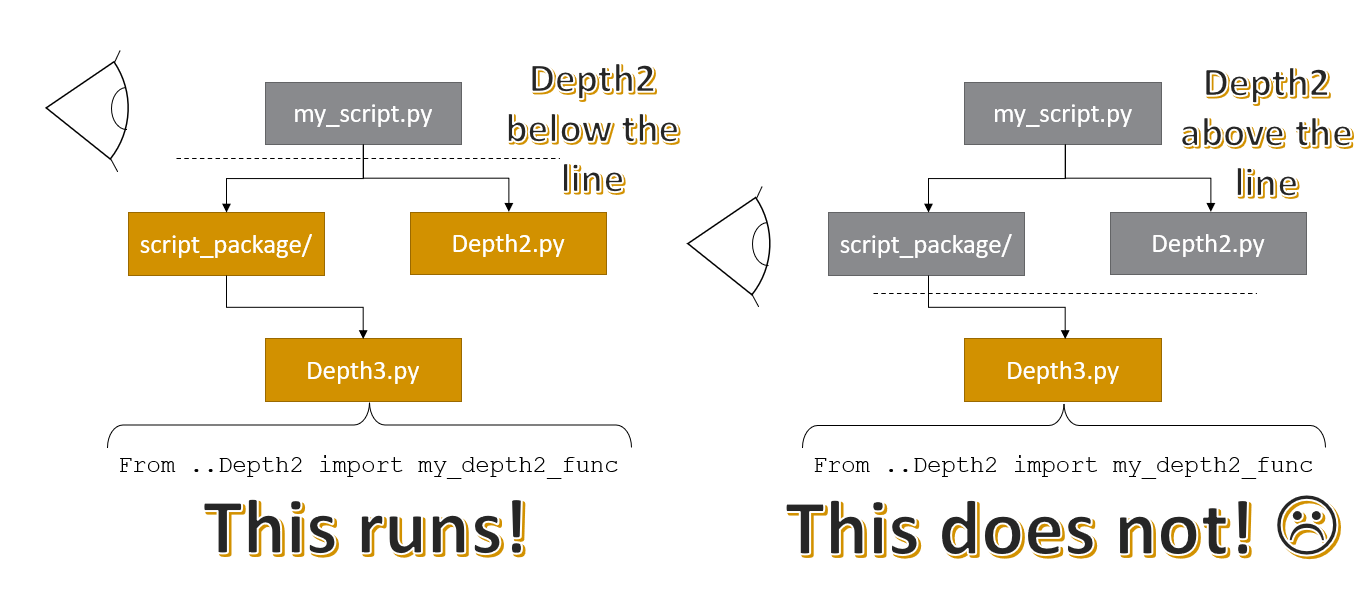 my_script.py
Depth2
below the
line
script_package/
Depth2.py
Depth3.py
From ..Depth2 import my_depth2_func
This runs!
my_script.py
Depth2
above the
line
script_package/
Depth2.py
Depth3.py
From ..Depth2 import my_depth2_func
This does not! ☹